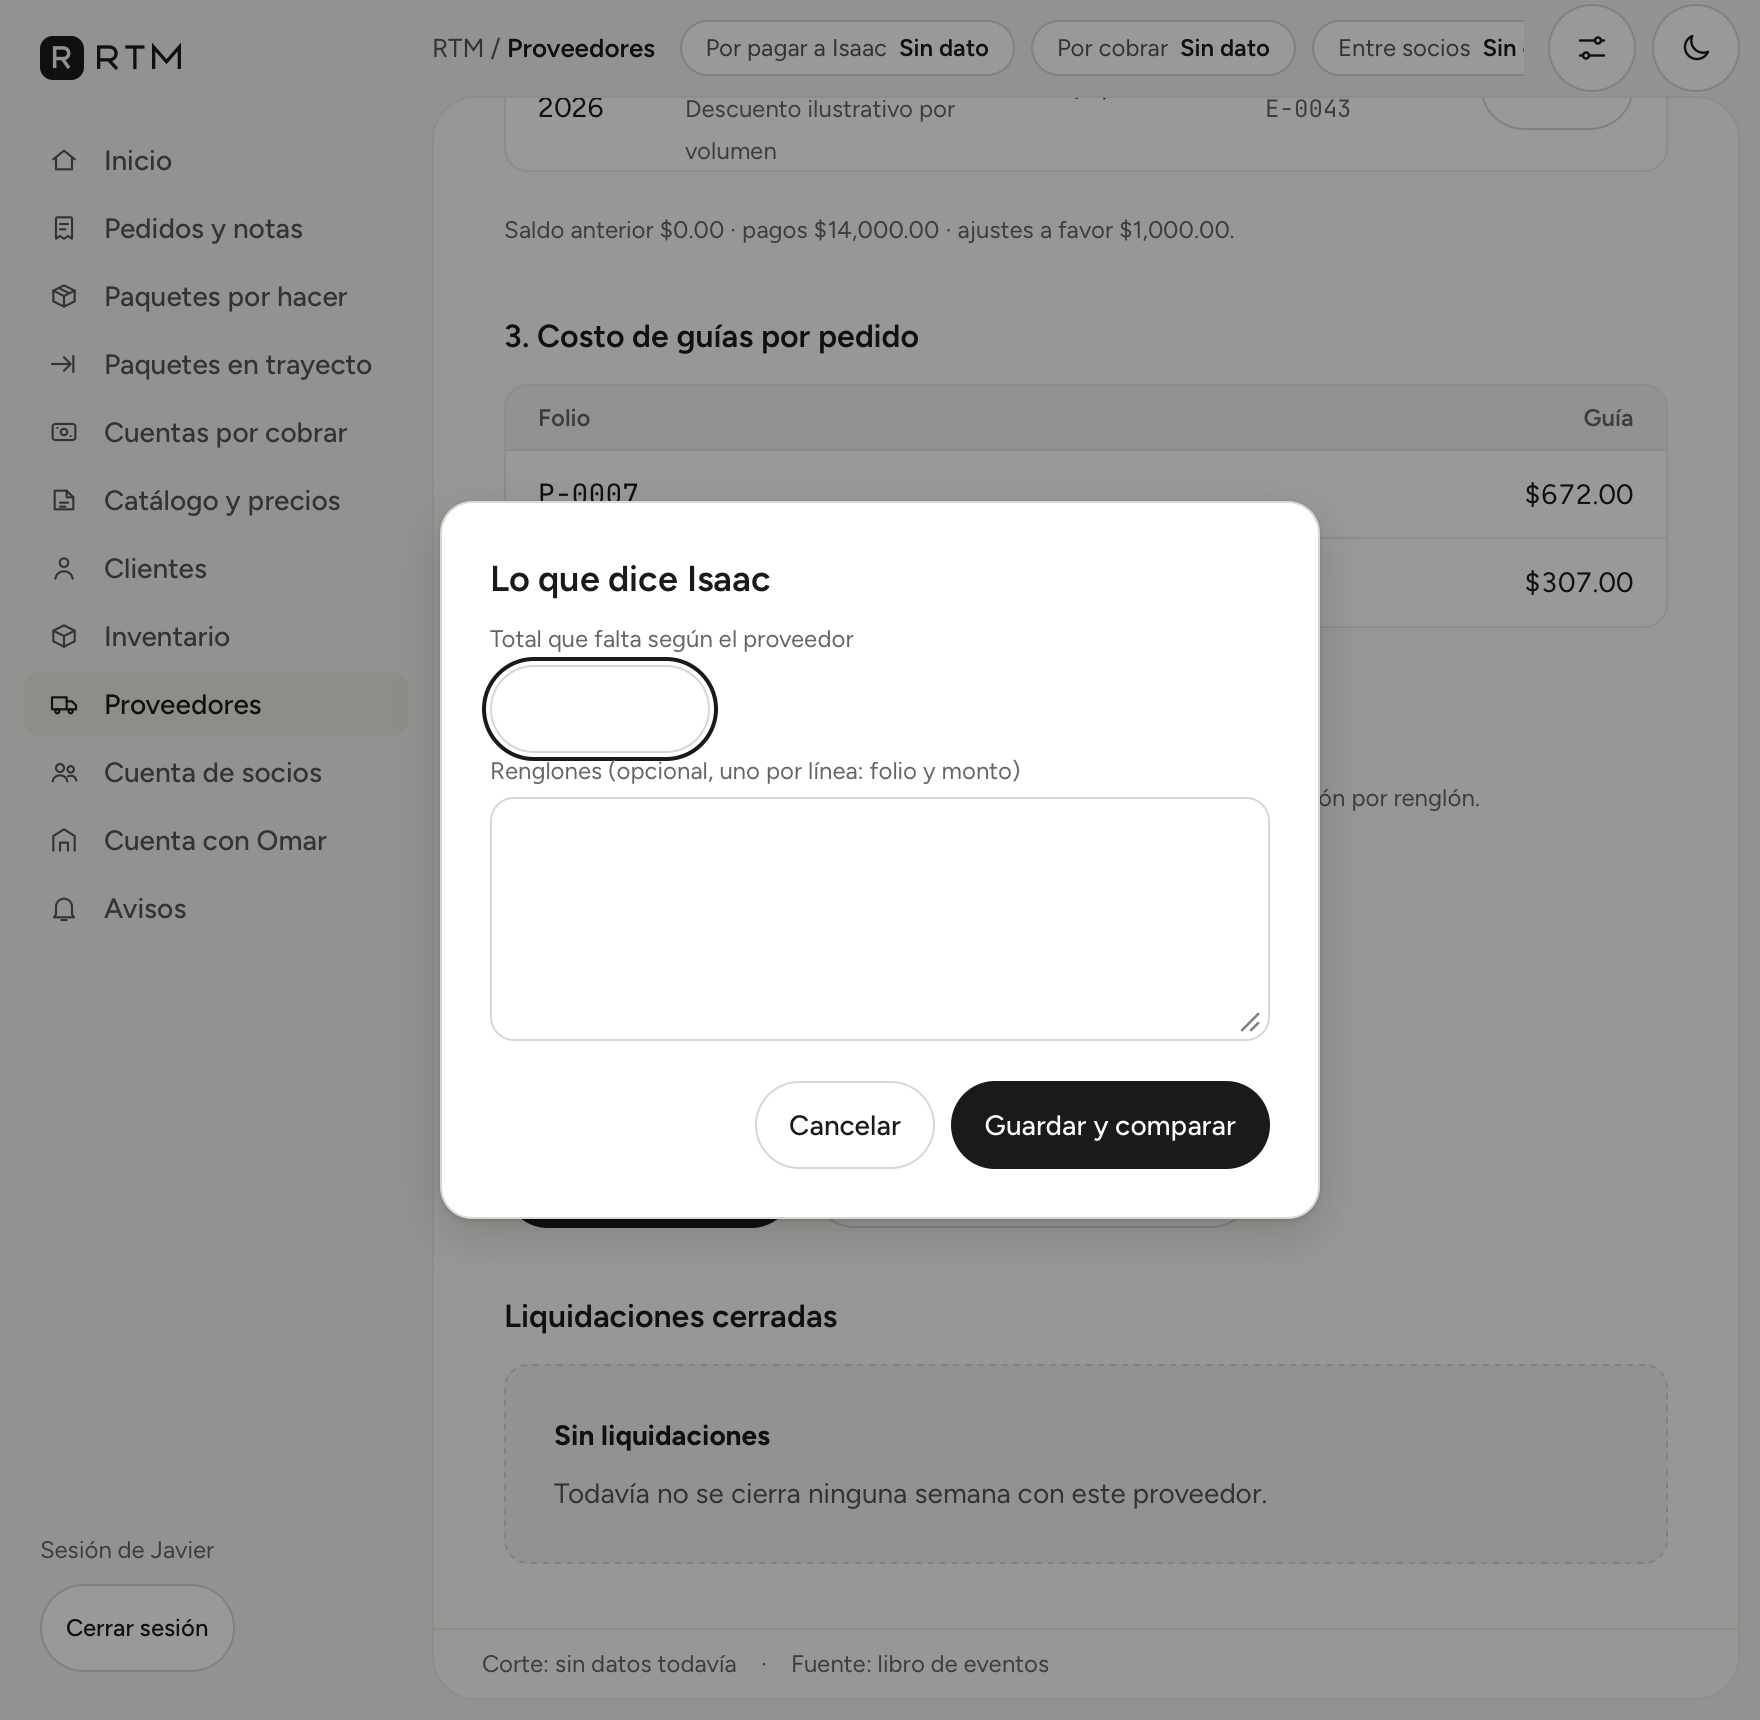 R RTM
RTM / Proveedores
Por pagar a Isaac Sin dato
Por cobrar Sin dato
Entre socios Sin
Inicio
Pedidos y notas
Paquetes por hacer
Paquetes en trayecto
Cuentas por cobrar
Catálogo y precios
Clientes
Inventario
Proveedores
Cuenta de socios
Cuenta con Omar
Avisos
Sesión de Javier
Cerrar sesión
2026
Descuento ilustrativo por
volumen
E-0043
Saldo anterior $0.00 · pagos $14,000.00 · ajustes a favor $1,000.00.
3. Costo de guías por pedido
Folio Guía
P-0007 $672.00
$307.00
Lo que dice Isaac
Total que falta según el proveedor
Renglones (opcional, uno por línea: folio y monto)
Cancelar
Guardar y comparar
ón por renglón.
Liquidaciones cerradas
Sin liquidaciones
Todavía no se cierra ninguna semana con este proveedor.
Corte: sin datos todavía · Fuente: libro de eventos